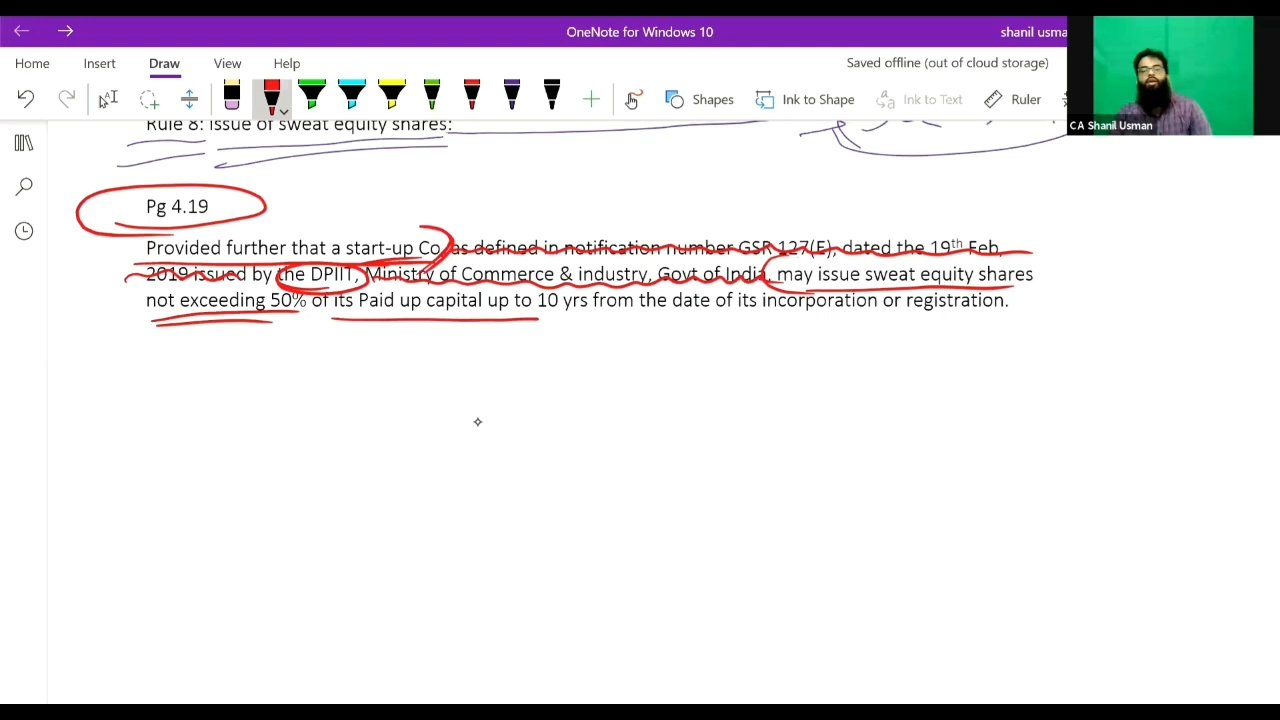 OneNote for Windows 10
shanil usma
Home Insert Draw View Help
Saved offline (out of cloud storage)
Shapes Ink to Shape Ink to Text Ruler
CA Shanil Usman
Rule 8: Issue of sweat equity shares:
Pg 4.19
Provided further that a start-up Co, as defined in notification number GSR 127(E), dated the 19th Feb,
2019 issued by the DPIIT, Ministry of Commerce & industry, Govt of India, may issue sweat equity shares
not exceeding 50% of its Paid up capital up to 10 yrs from the date of its incorporation or registration.